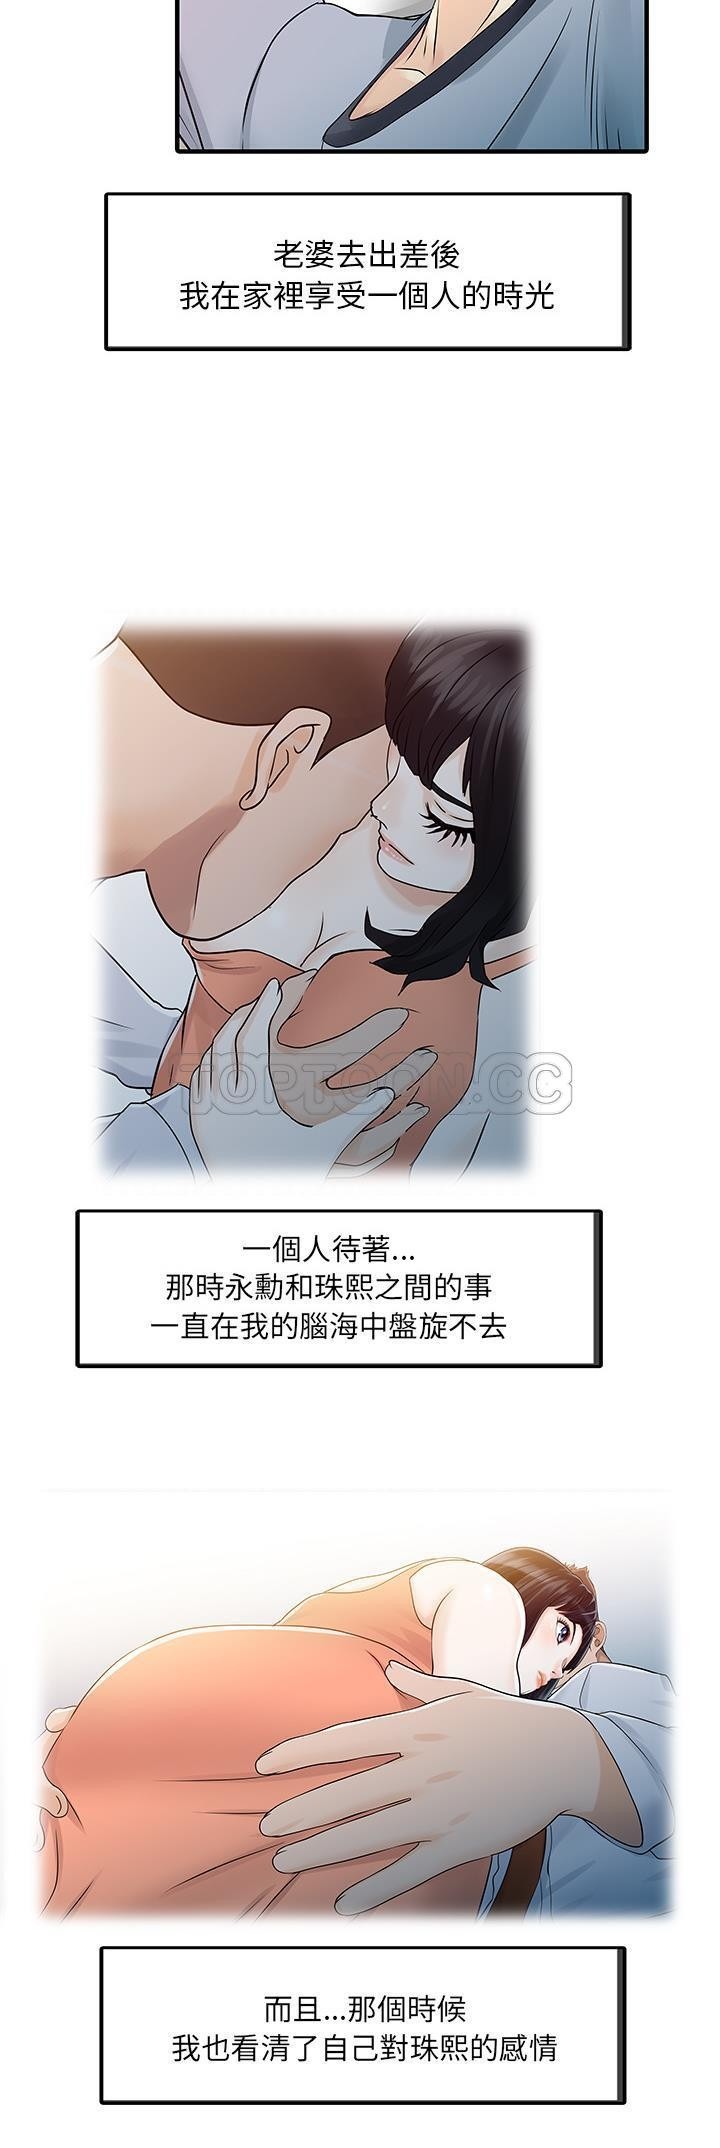 老婆去出差後
我在家裡享受一個人的時光
TOPTOON.CC
一個人待著...
那時永勳和珠熙之間的事
一直在我的腦海中盤旋不去
而且...那個時候
我也看清了自己對珠熙的感情